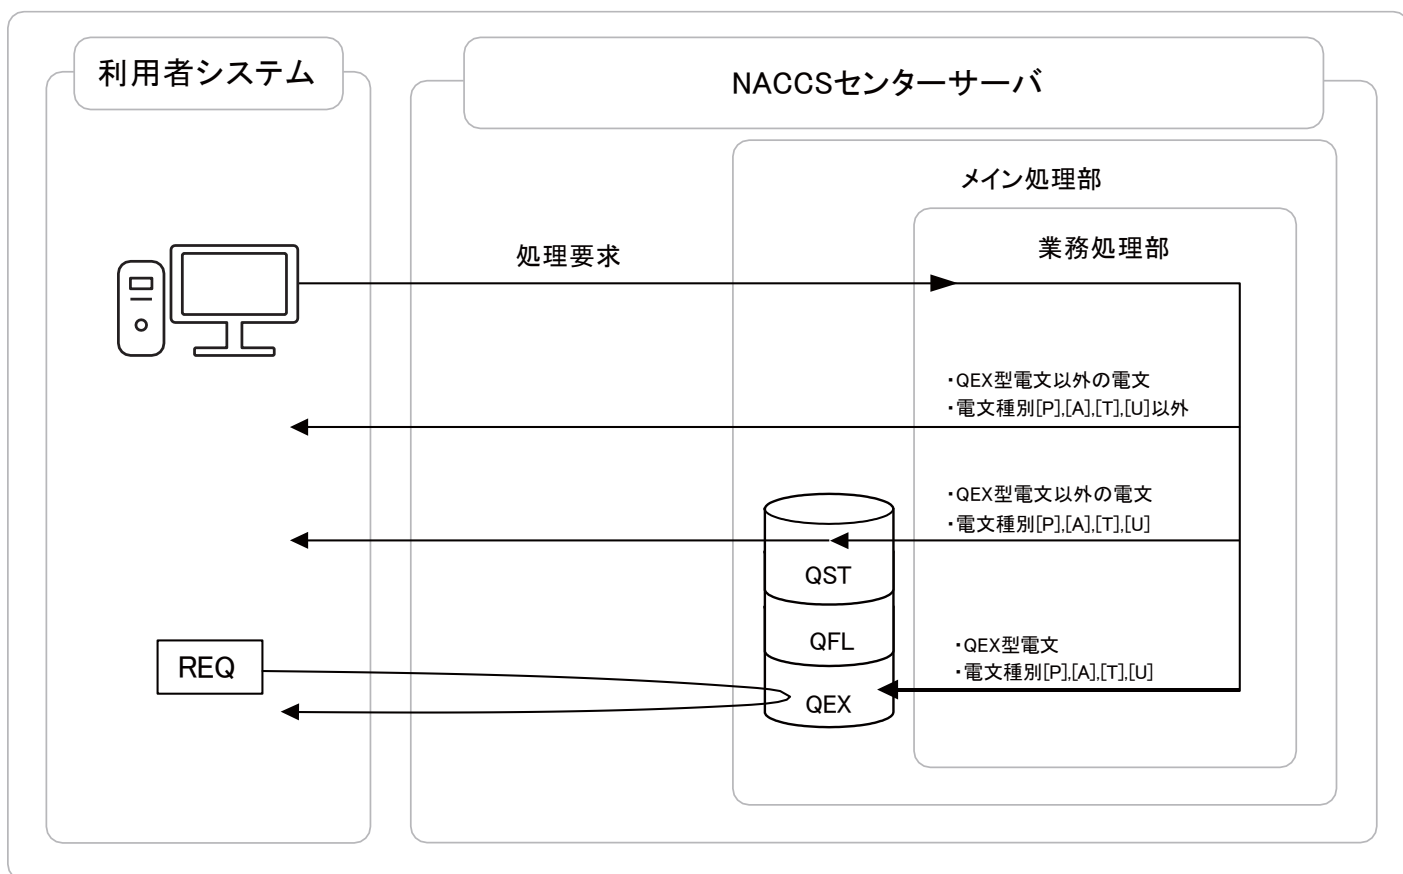 利用者システム
NACCSセンターサーバ
メイン処理部
業務処理部
処理要求
・QEX型電文以外の電文
・電文種別[P],[A],[T],[U]以外
・QEX型電文以外の電文
・電文種別[P],[A],[T],[U]
QST
QFL
・QEX型電文
・電文種別[P],[A],[T],[U]
REQ
QEX